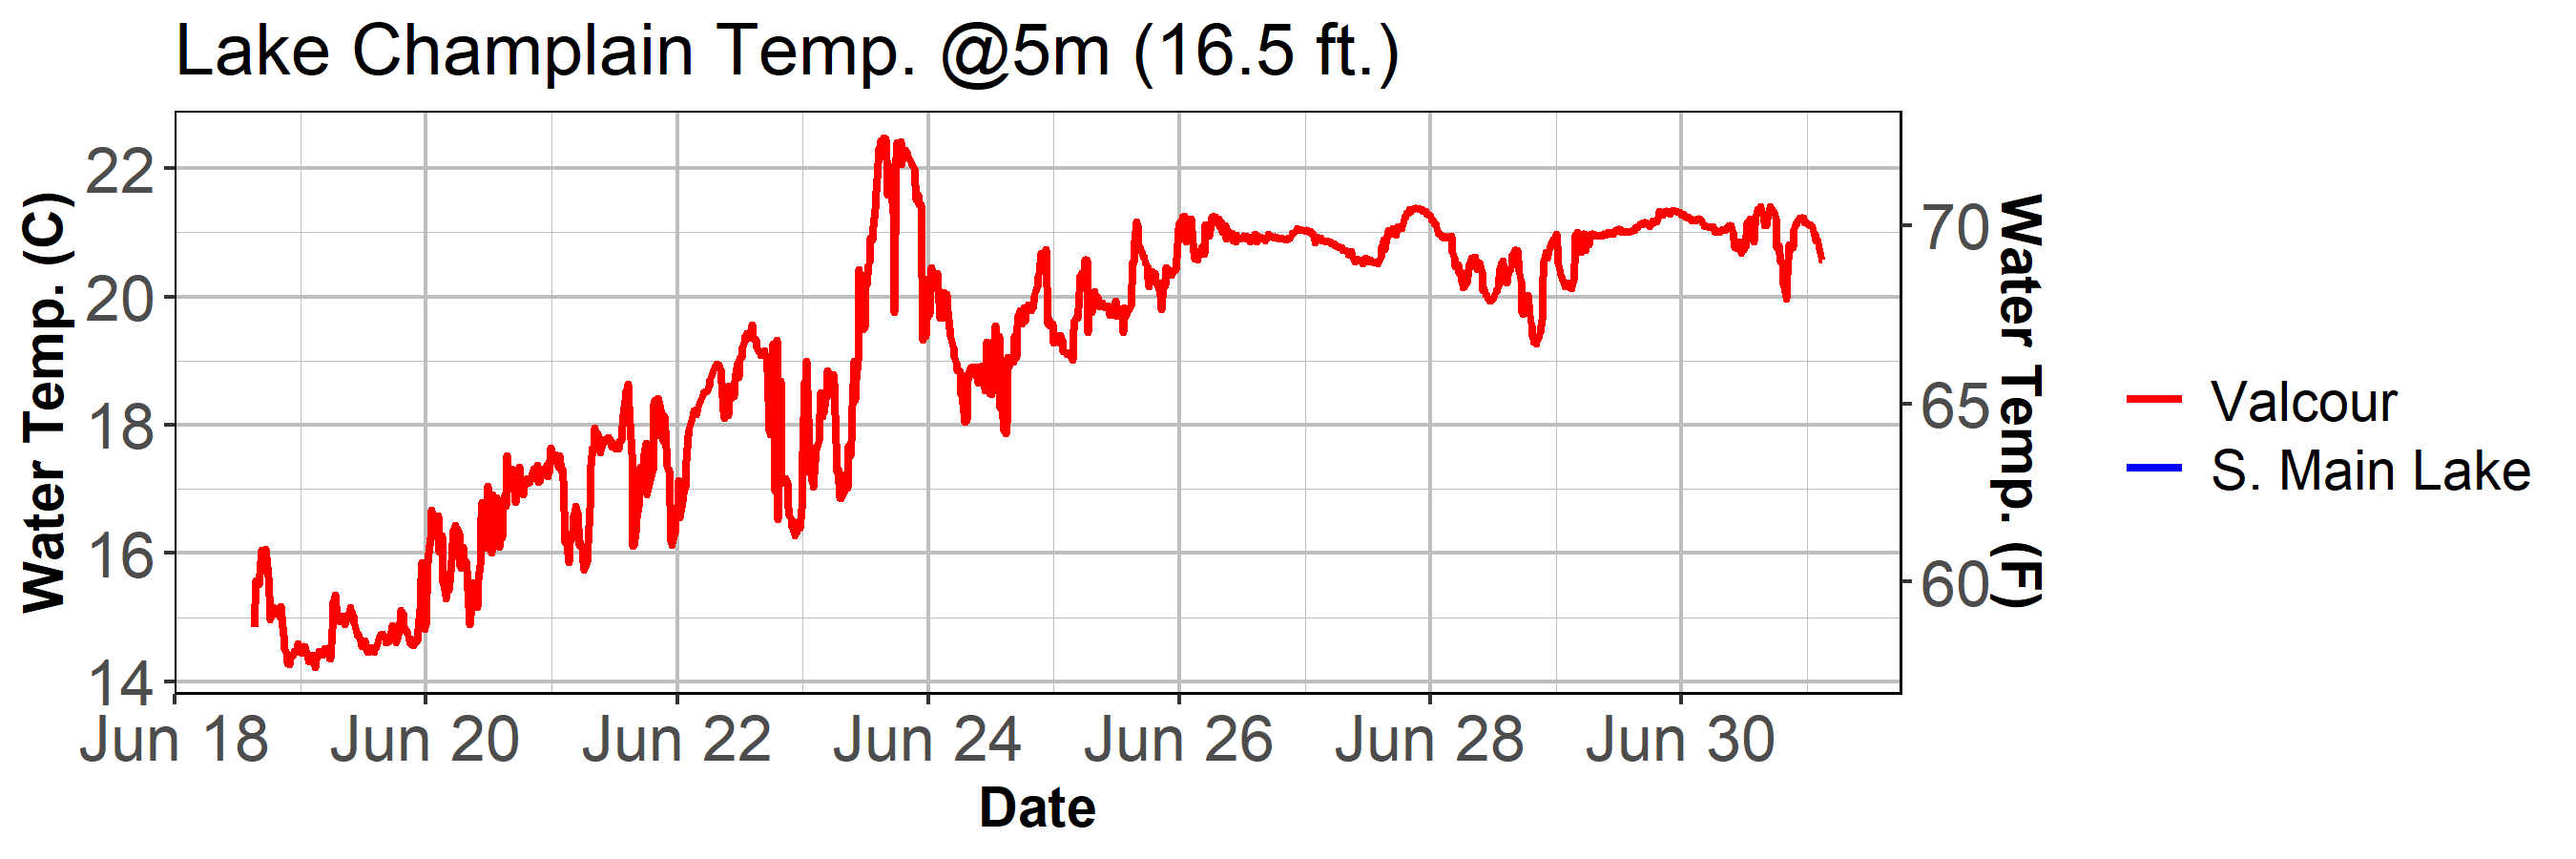 Lake Champlain Temp. @5m (16.5 ft.)
Water Temp. (C)
22
20
18
16
14
Jun 18 Jun 20 Jun 22 Jun 24 Jun 26 Jun 28 Jun 30
Date
70
65
60
Water Temp. (F)
Valcour
S. Main Lake